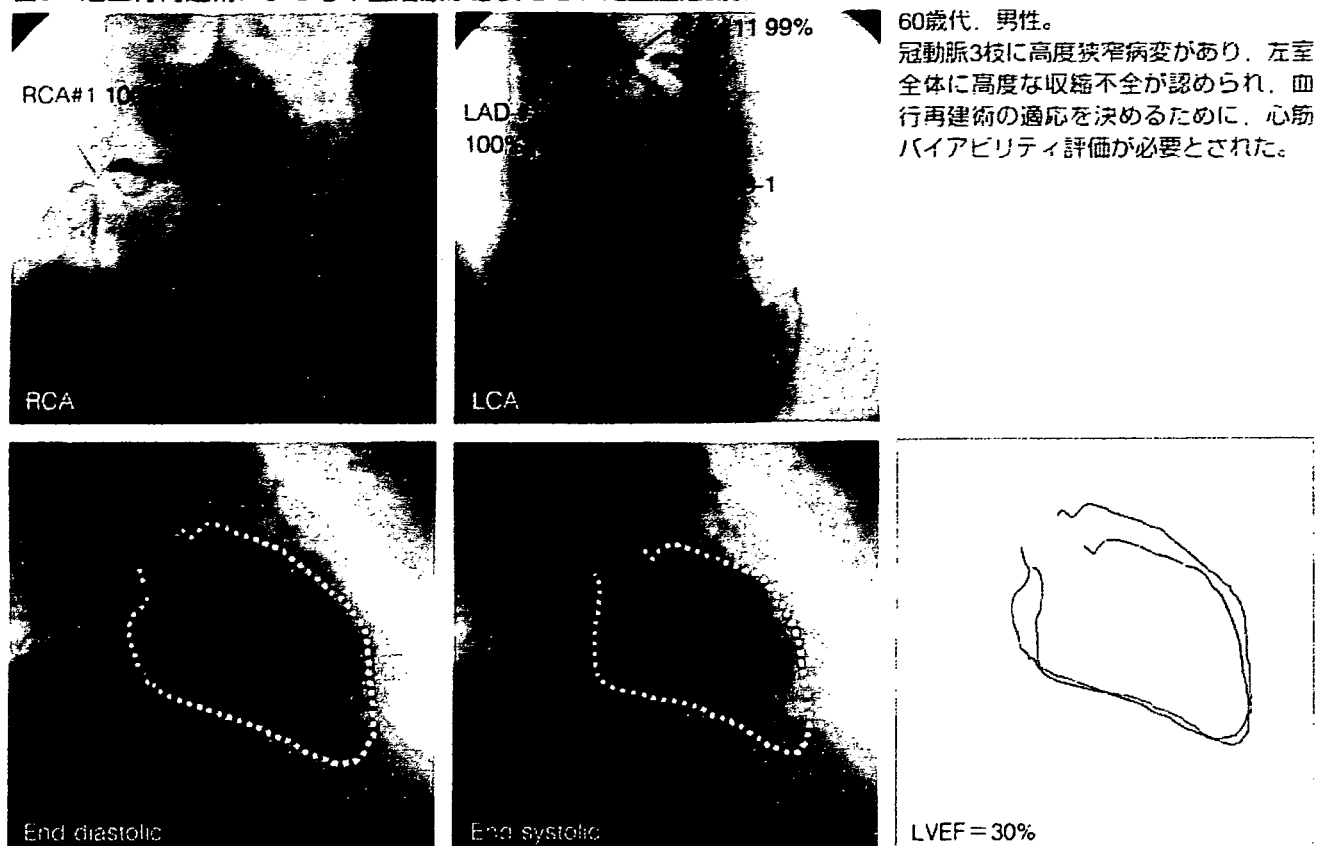 11 99%
RCA#1 10
LAD
100%
-1
RCA
LCA
60歳代，男性。
冠動脈3枝に高度狭窄病変があり，左室
全体に高度な収縮不全が認められ，血
行再建術の適応を決めるために，心筋
バイアビリティ評価が必要とされた。
End diastolic
End systolic
LVEF＝30%